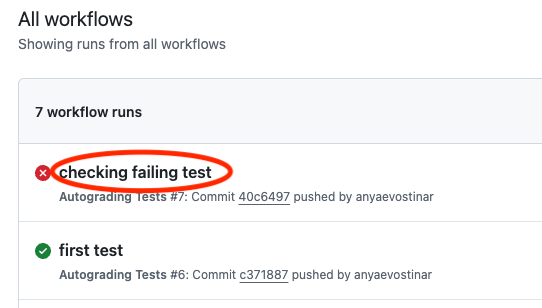 All workflows
Showing runs from all workflows
7 workflow runs
checking failing test
Autograding Tests #7: Commit 40c6497 pushed by anyaevostinar
first test
Autograding Tests #6: Commit c371887 pushed by anyaevostinar